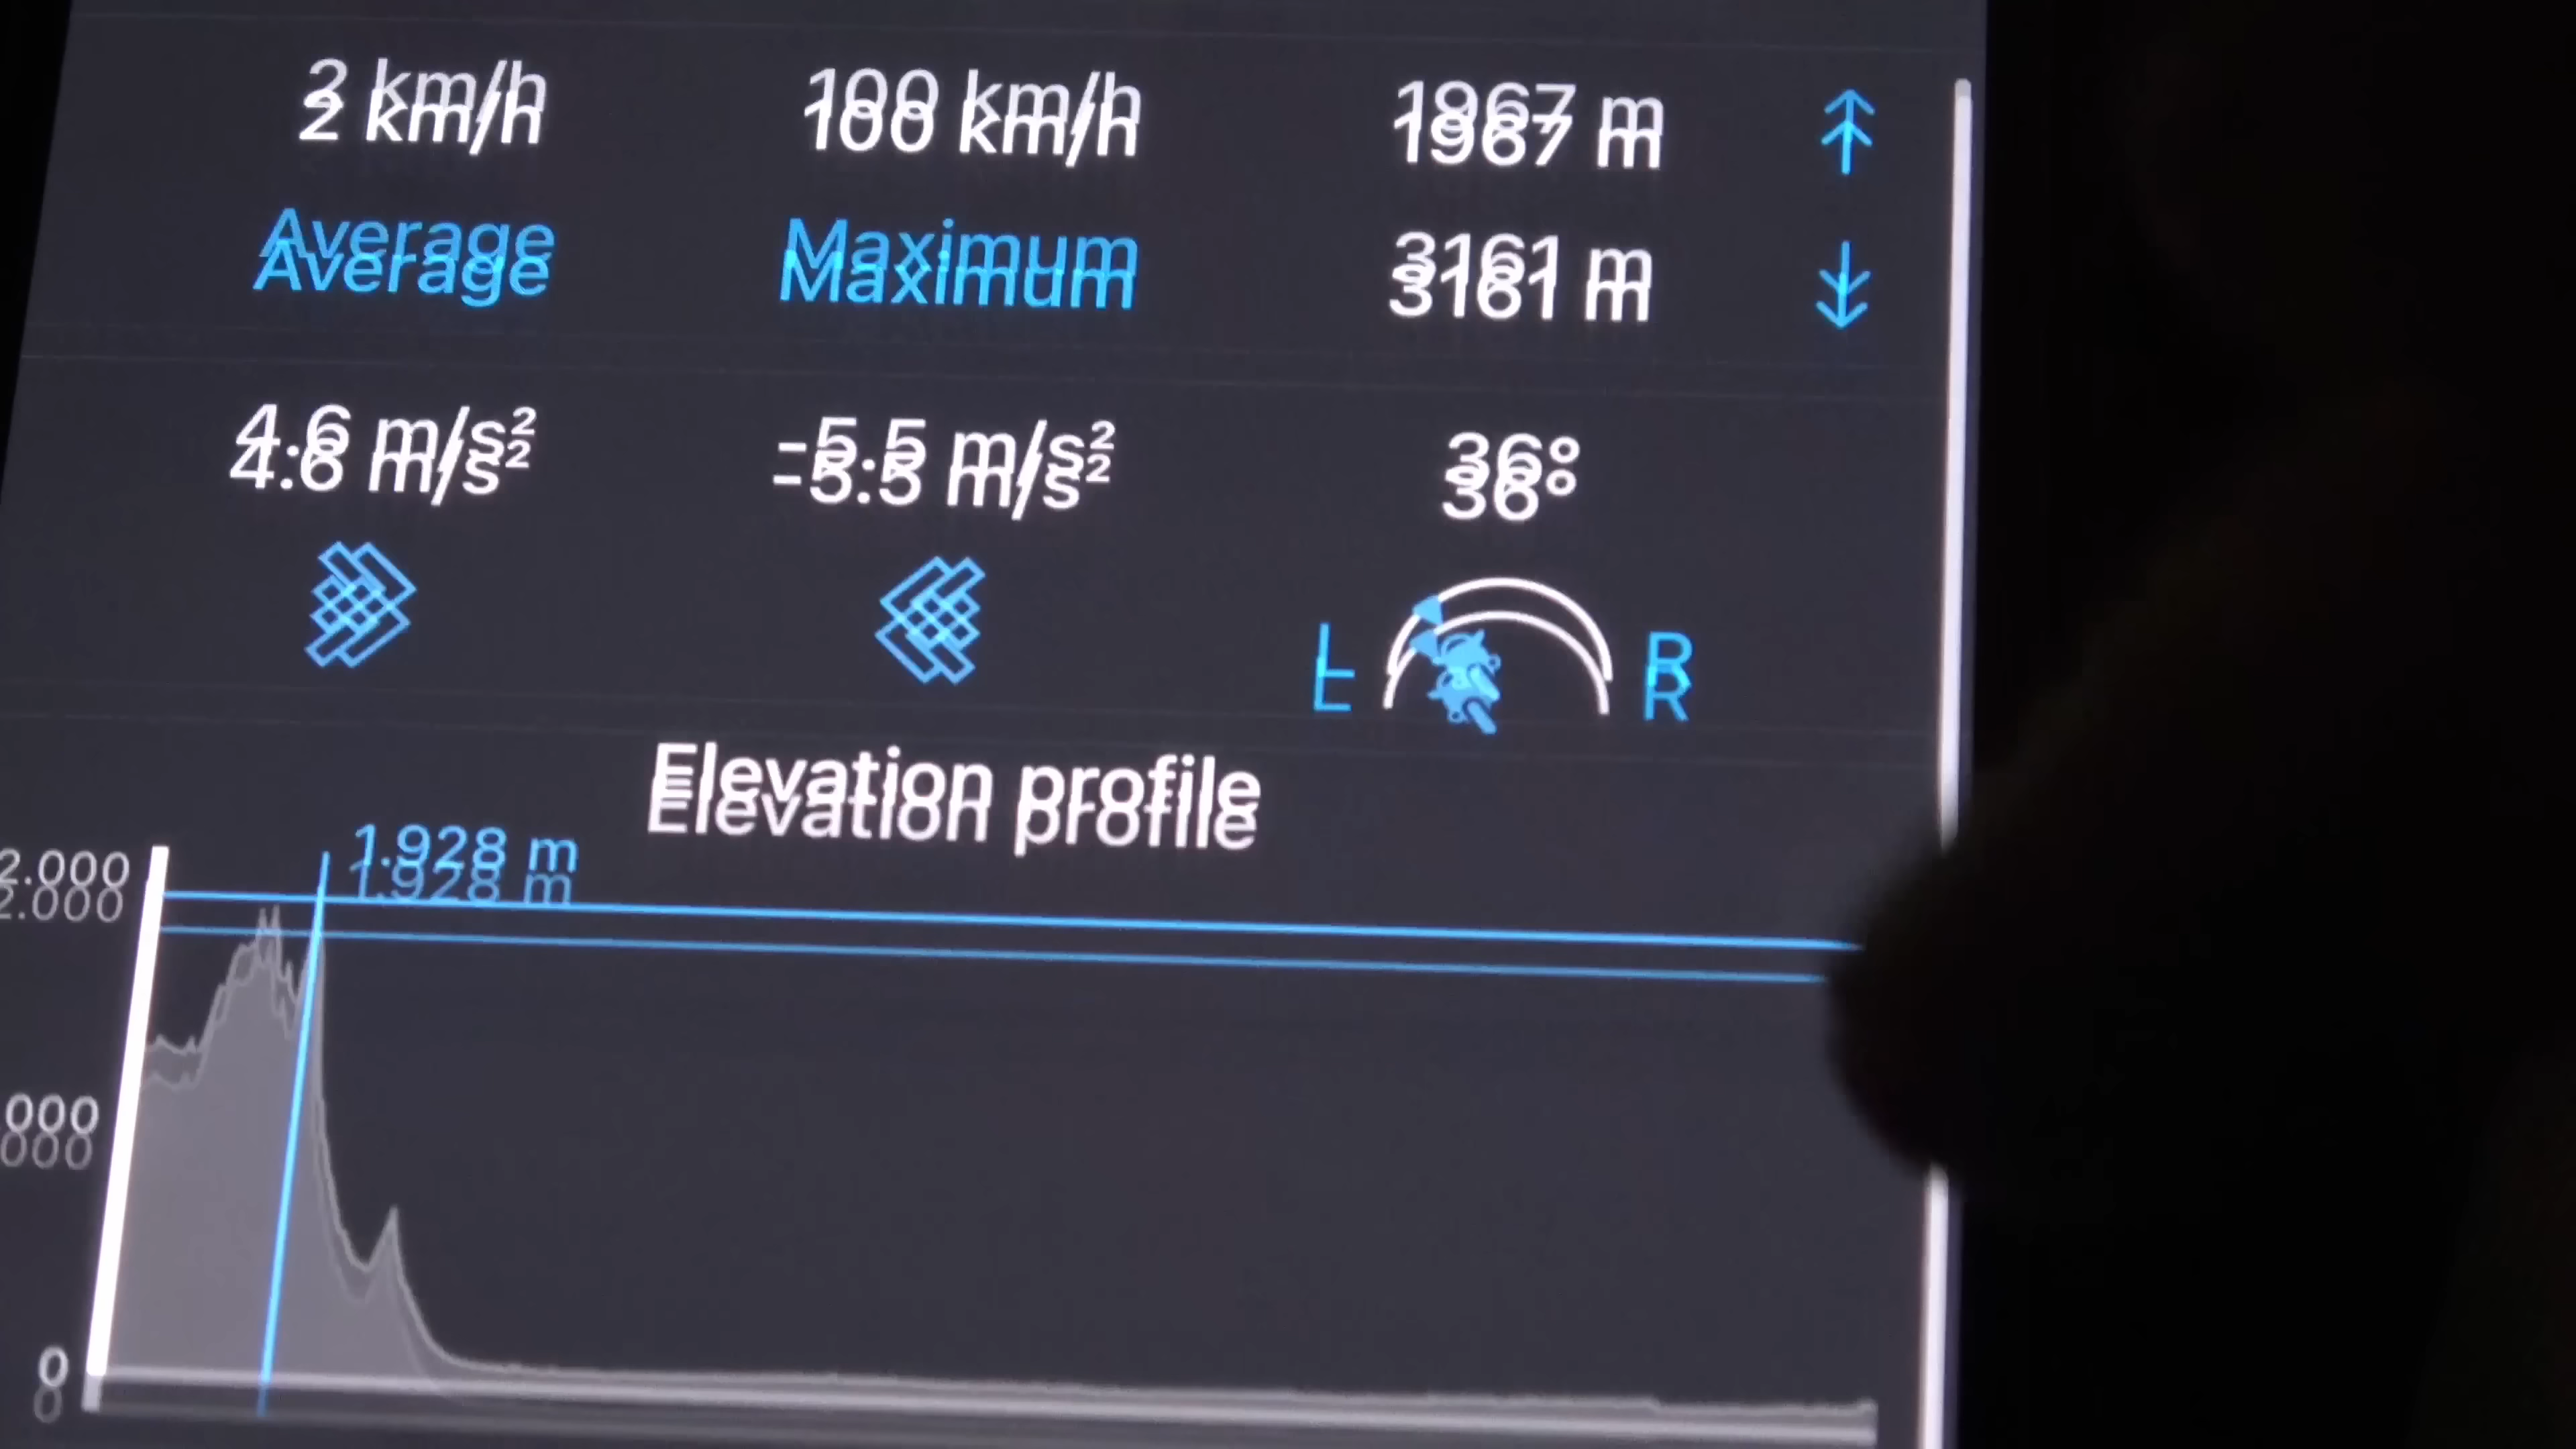 2 km/h 100 km/h 1967 m
Average Maximum 3161 m
4.6 m/s² -5.5 m/s² 36°
L R
Elevation profile
1.928 m
2.000
000
0